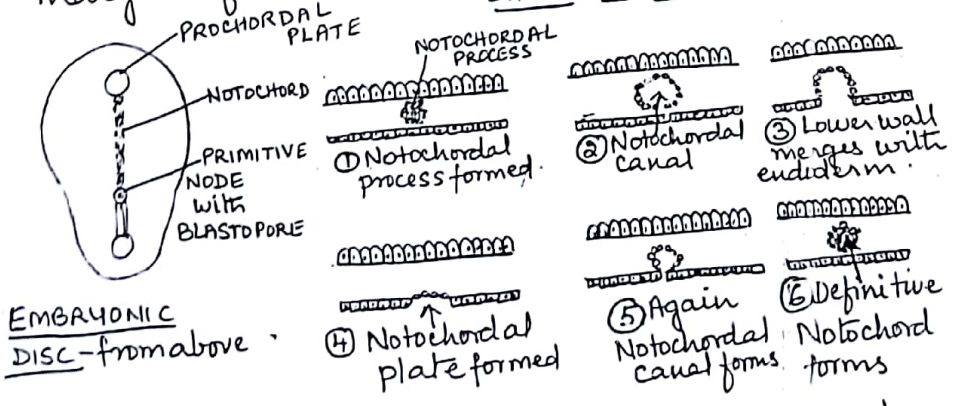 PROCHORDAL
PLATE
NOTOCHORD
PRIMITIVE
NODE
with
BLASTOPORE
EMBRYONIC
DISC-from above
NOTOCHORDAL
PROCESS
① Notochordal
process formed.
② Notochordal
canal
③ Lower wall
merges with
endiderm.
④ Notochordal
plate formed
⑤ Again
Notochordal
canal forms.
⑥ Definitive
Notochord
forms